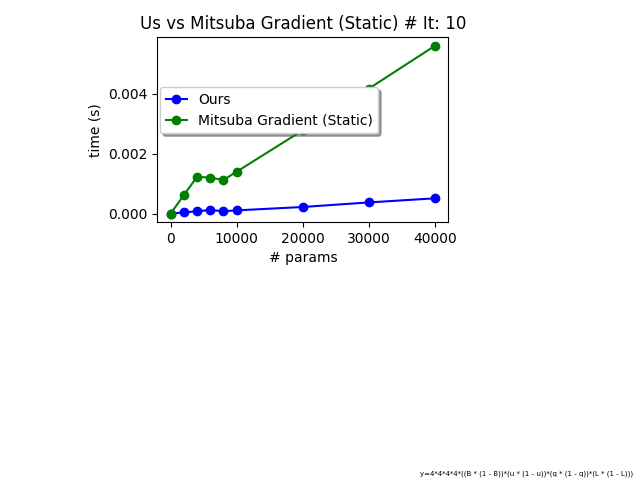 Us vs Mitsuba Gradient (Static) # It: 10
time (s)
0.004
0.002
0.000
Ours
Mitsuba Gradient (Static)
0
10000
20000
30000
40000
# params
y=4*4*4*4*((B * (1 - B))*(u * (1 - u))*(q * (1 - q))*(L * (1 - L)))